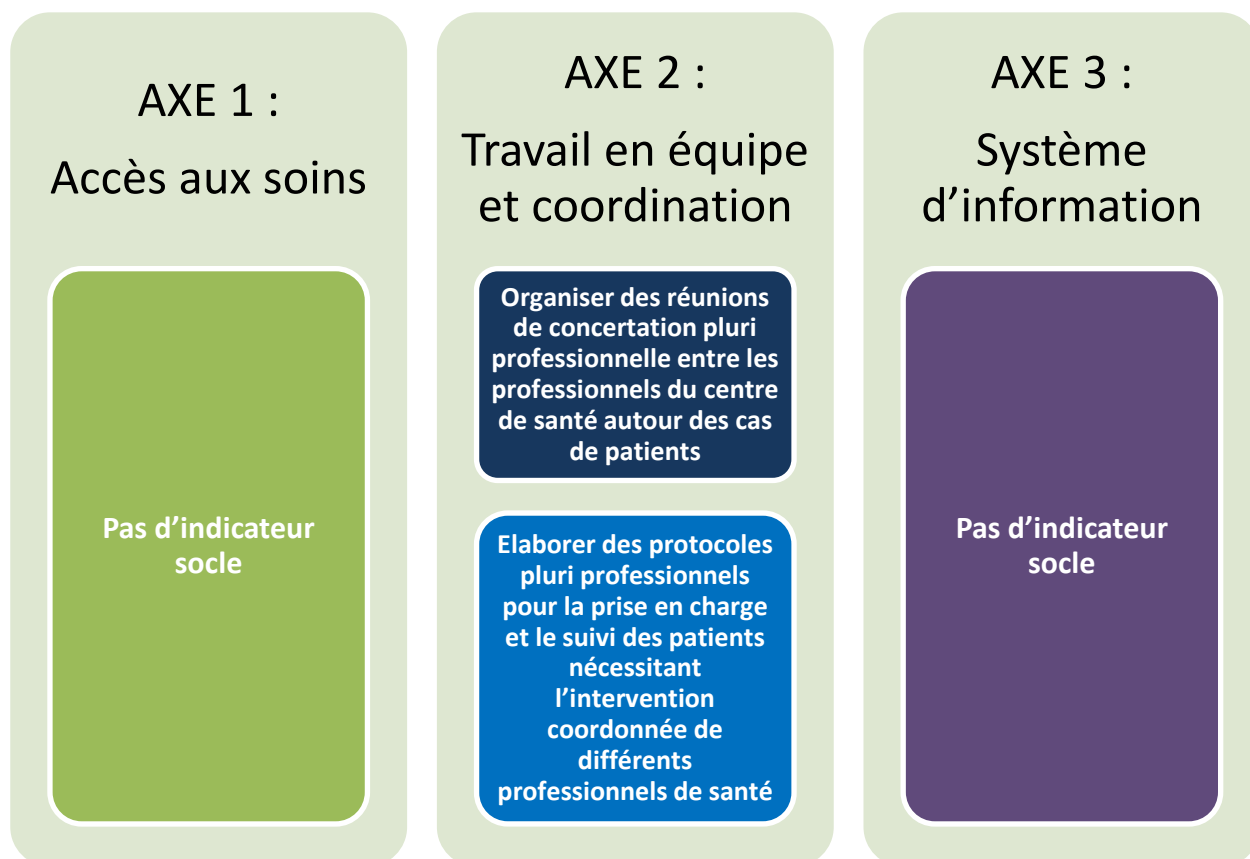 AXE 1 :
Accès aux soins
Pas d’indicateur
socle
AXE 2 :
Travail en équipe
et coordination
Organiser des réunions
de concertation pluri
professionnelle entre les
professionnels du centre
de santé autour des cas
de patients
Elaborer des protocoles
pluri professionnels
pour la prise en charge
et le suivi des patients
nécessitant
l’intervention
coordonnée de
différents
professionnels de santé
AXE 3 :
Système
d’information
Pas d’indicateur
socle